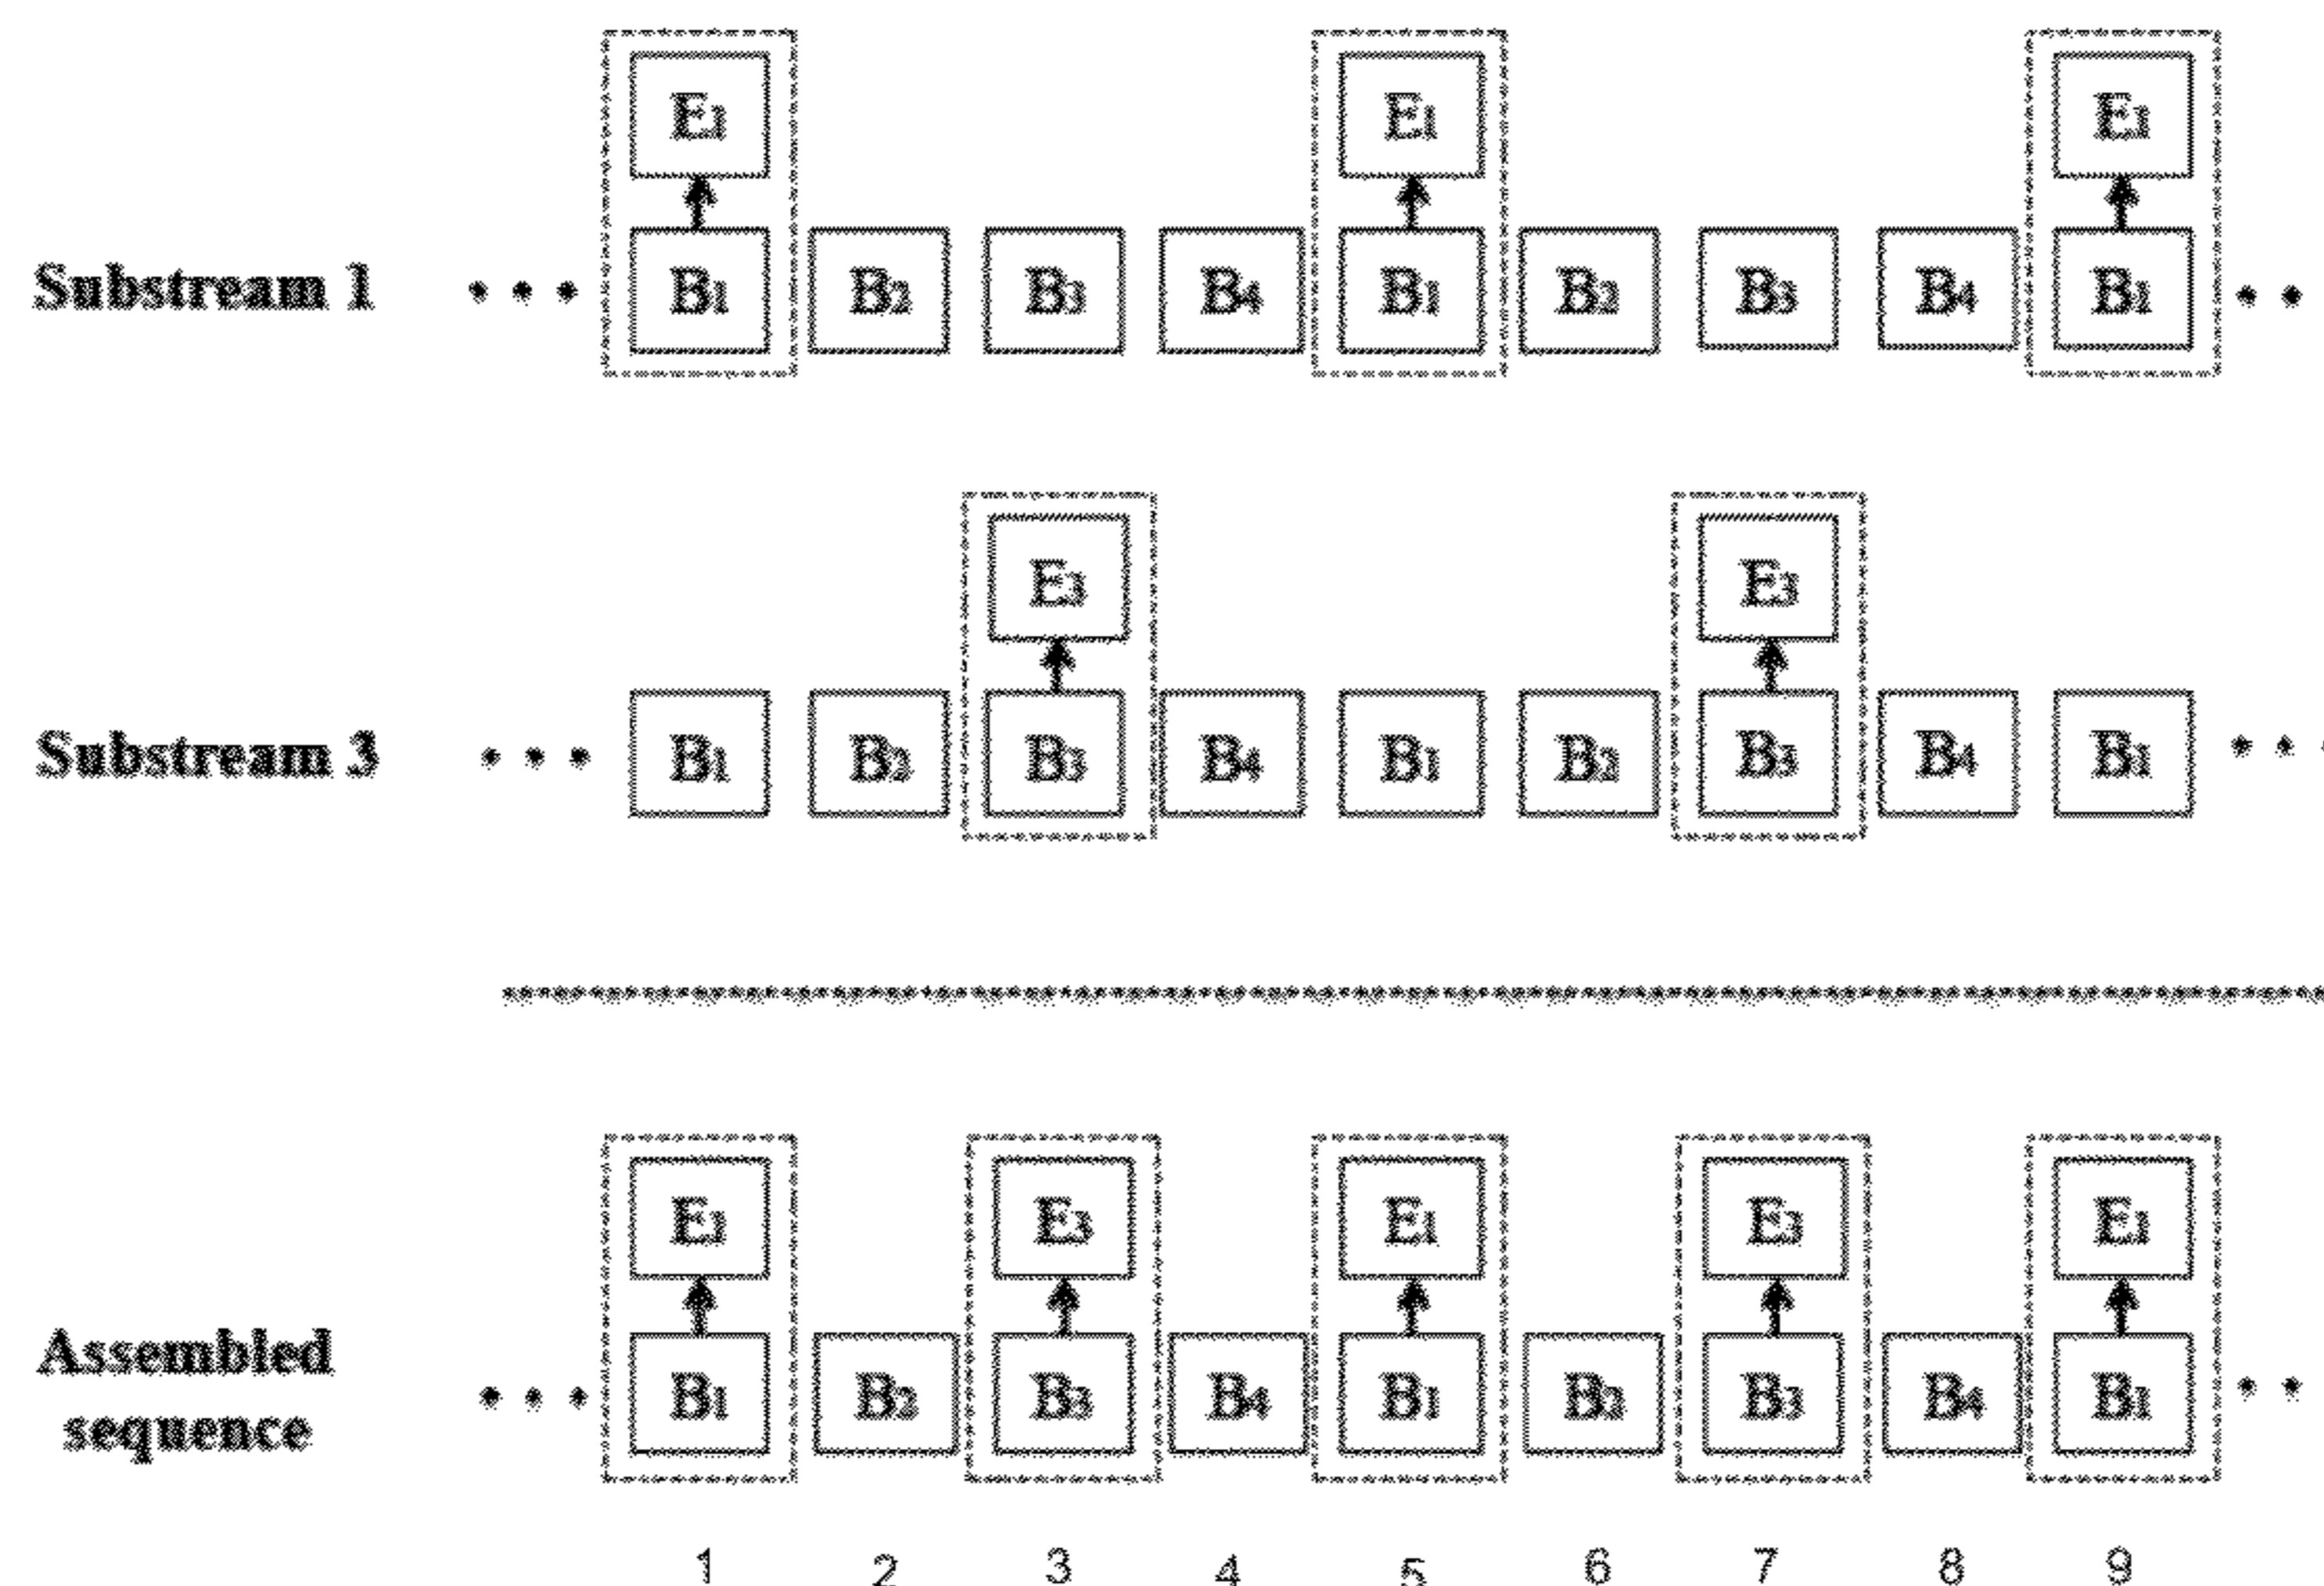 E1 E1 E1
Substream 1 • • • B1 B2 B3 B4 B1 B2 B3 B4 B1 • •
E3 E3
Substream 3 • • • B1 B2 B3 B4 B1 B2 B3 B4 B1 • • •
E1 E3 E1 E3 E1
Assembled
sequence • • • B1 B2 B3 B4 B1 B2 B3 B4 B1 • •
1 2 3 4 5 6 7 8 9